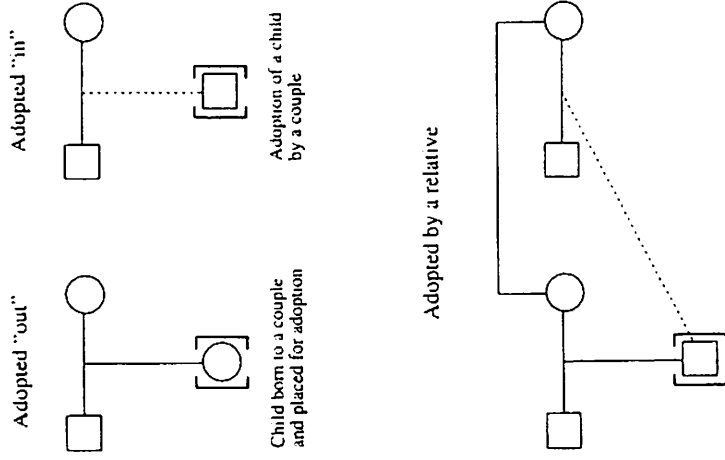 Adopted "out"
Child born to a couple
and placed for adoption
Adopted "in"
Adoption of a child
by a couple
Adopted by a relative